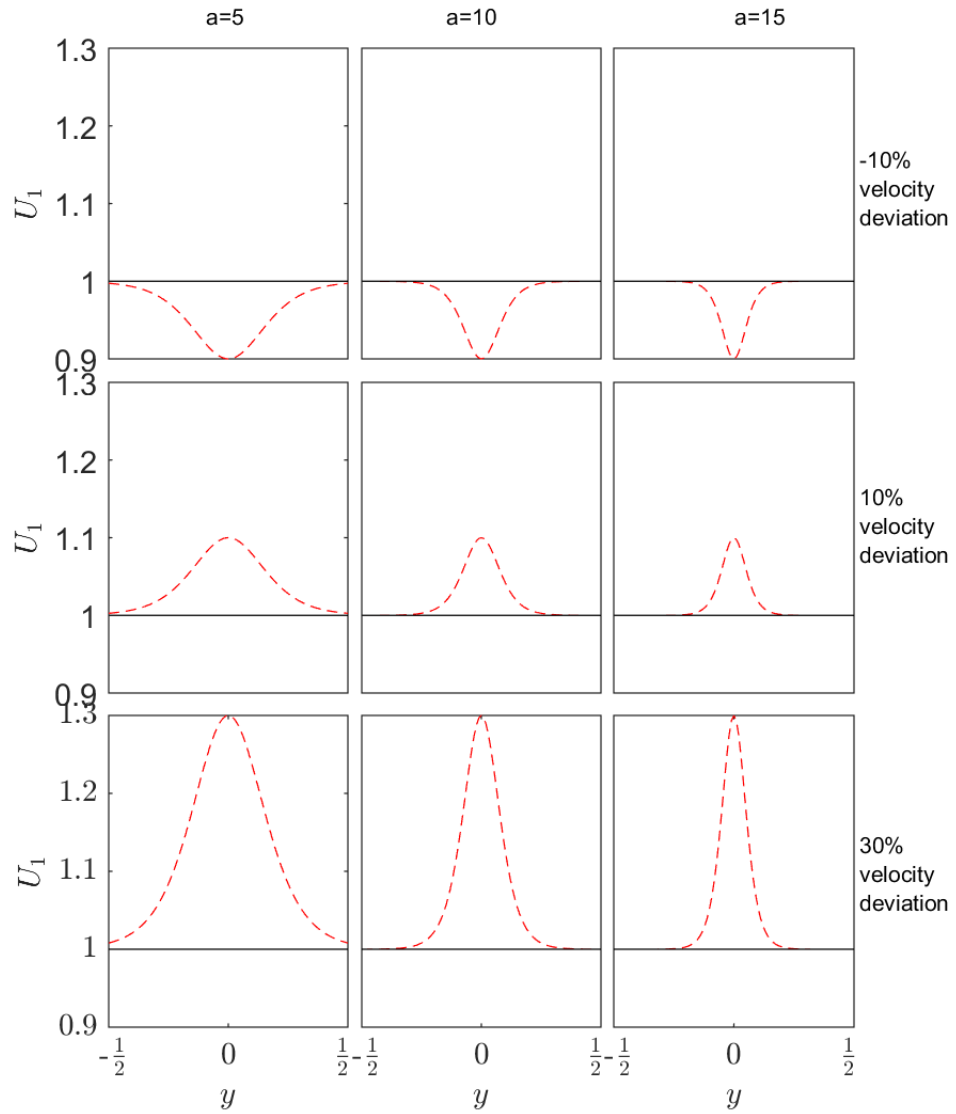 a=5 a=10 a=15
1.3
1.2
1.1
1
0.9
U₁
-10%
velocity
deviation
1.3
1.2
1.1
1
0.9
U₁
10%
velocity
deviation
1.3
1.2
1.1
1
0.9
U₁
30%
velocity
deviation
-1/2 0 1/2 -1/2 0 1/2 -1/2 0 1/2
y y y